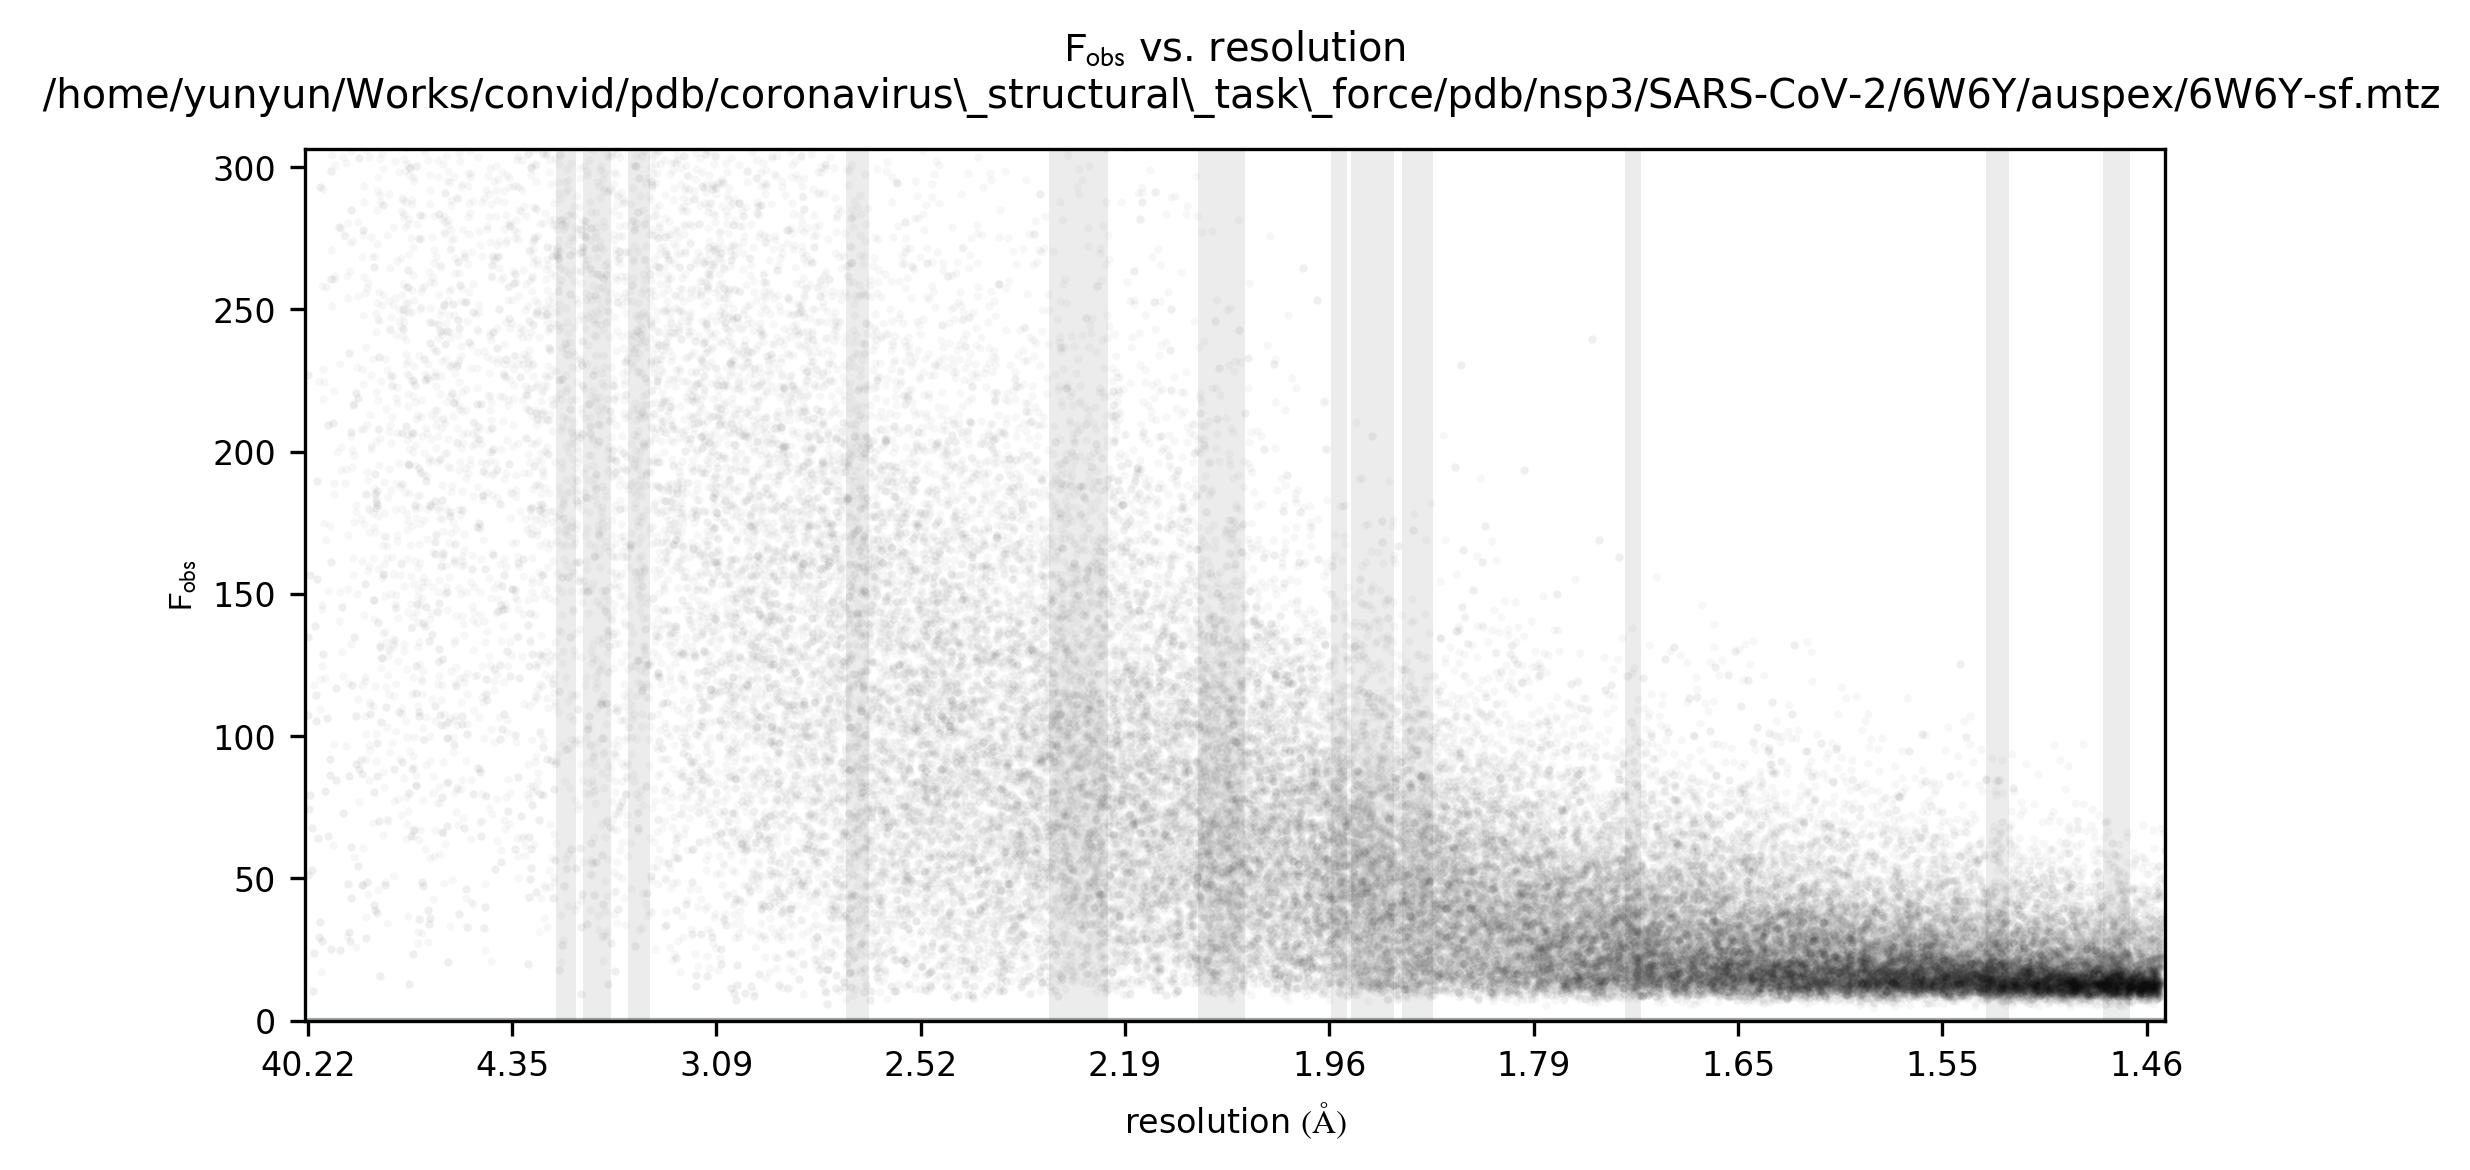 F_obs vs. resolution
/home/yunyun/Works/convid/pdb/coronavirus\_structural\_task\_force/pdb/nsp3/SARS-CoV-2/6W6Y/auspex/6W6Y-sf.mtz
300
250
200
150
100
50
0
F_obs
40.22 4.35 3.09 2.52 2.19 1.96 1.79 1.65 1.55 1.46
resolution (Å)